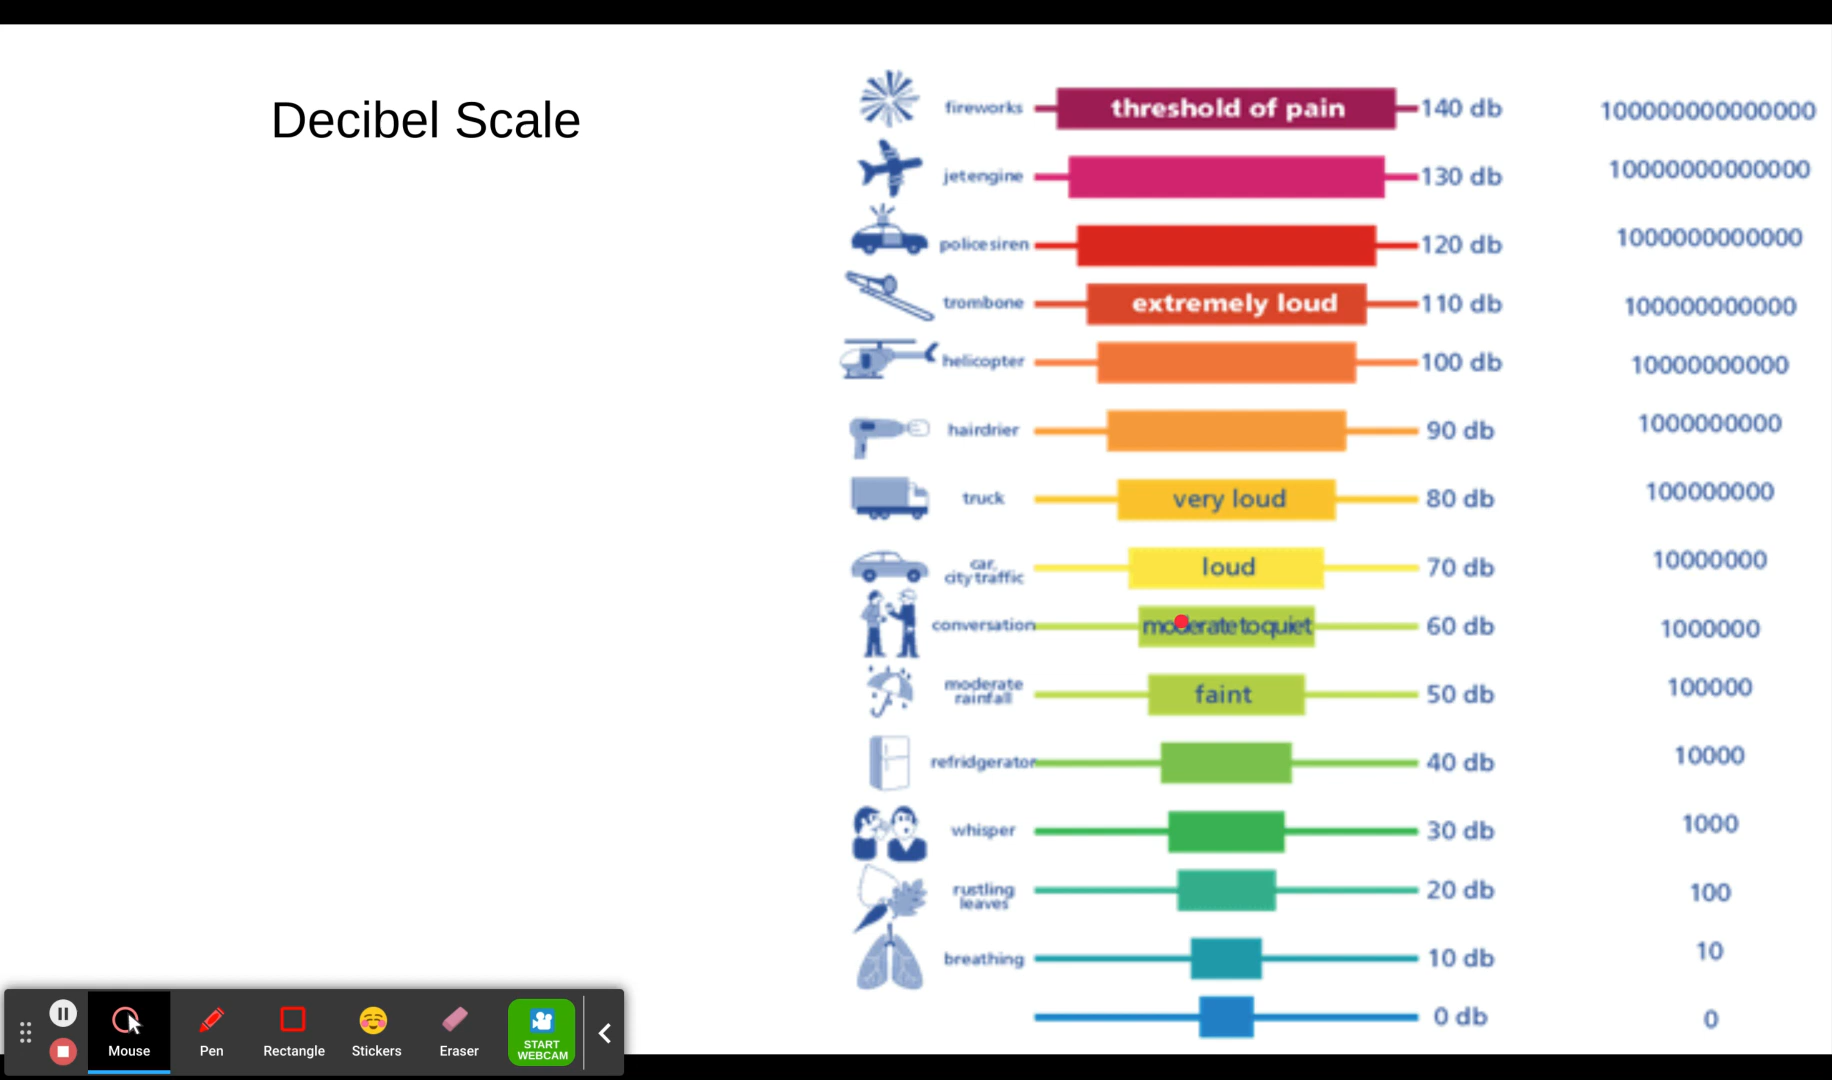 Decibel Scale
fireworks threshold of pain 140 db 100000000000000
jetengine 130 db 10000000000000
policesiren 120 db 1000000000000
trombone extremely loud 110 db 100000000000
helicopter 100 db 10000000000
hairdrier 90 db 1000000000
truck very loud 80 db 100000000
car,
city traffic loud 70 db 10000000
conversation moderate to quiet 60 db 1000000
moderate
rainfall faint 50 db 100000
refridgerator 40 db 10000
whisper 30 db 1000
rustling
leaves 20 db 100
breathing 10 db 10
0 db 0
Mouse Pen Rectangle Stickers Eraser START
WEBCAM